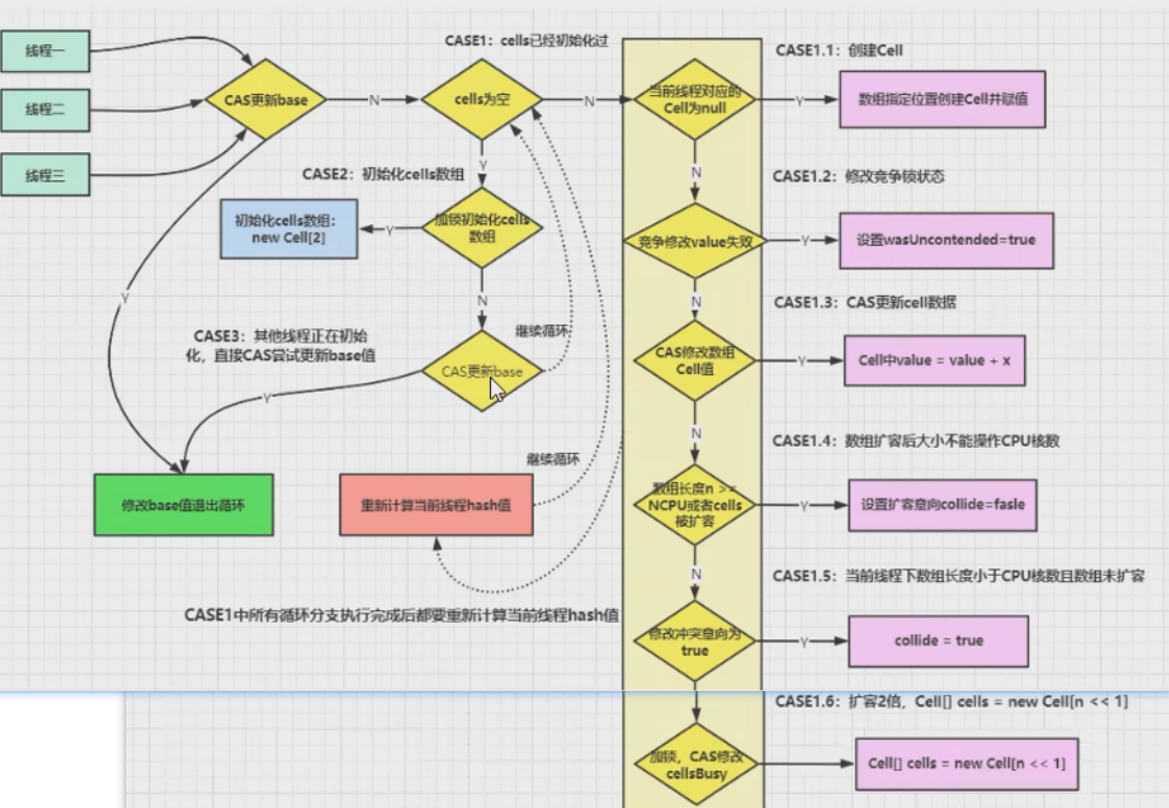 线程一
线程二
线程三
CAS更新base
N
Y
CASE1：cells已经初始化过
cells为空
N
Y
CASE2：初始化cells数组
加锁初始化cells
数组
Y
初始化cells数组：
new Cell[2]
N
CASE3：其他线程正在初始
化，直接CAS尝试更新base值
CAS更新base
Y
继续循环
修改base值退出循环
重新计算当前线程hash值
继续循环
CASE1中所有循环分支执行完成后都要重新计算当前线程hash值
当前线程对应的
Cell为null
Y
CASE1.1：创建Cell
数组指定位置创建Cell并赋值
N
CASE1.2：修改竞争锁状态
竞争修改value失败
Y
设置wasUncontended=true
N
CASE1.3：CAS更新cell数据
CAS修改数组
Cell值
Y
Cell中value = value + x
N
CASE1.4：数组扩容后大小不能操作CPU核数
数组长度n >=
NCPU或者cells
被扩容
Y
设置扩容意向collide=fasle
N
CASE1.5：当前线程下数组长度小于CPU核数且数组未扩容
修改冲突意向为
true
Y
collide = true
CASE1.6：扩容2倍，Cell[] cells = new Cell[n << 1]
加锁，CAS修改
cellsBusy
Cell[] cells = new Cell[n << 1]